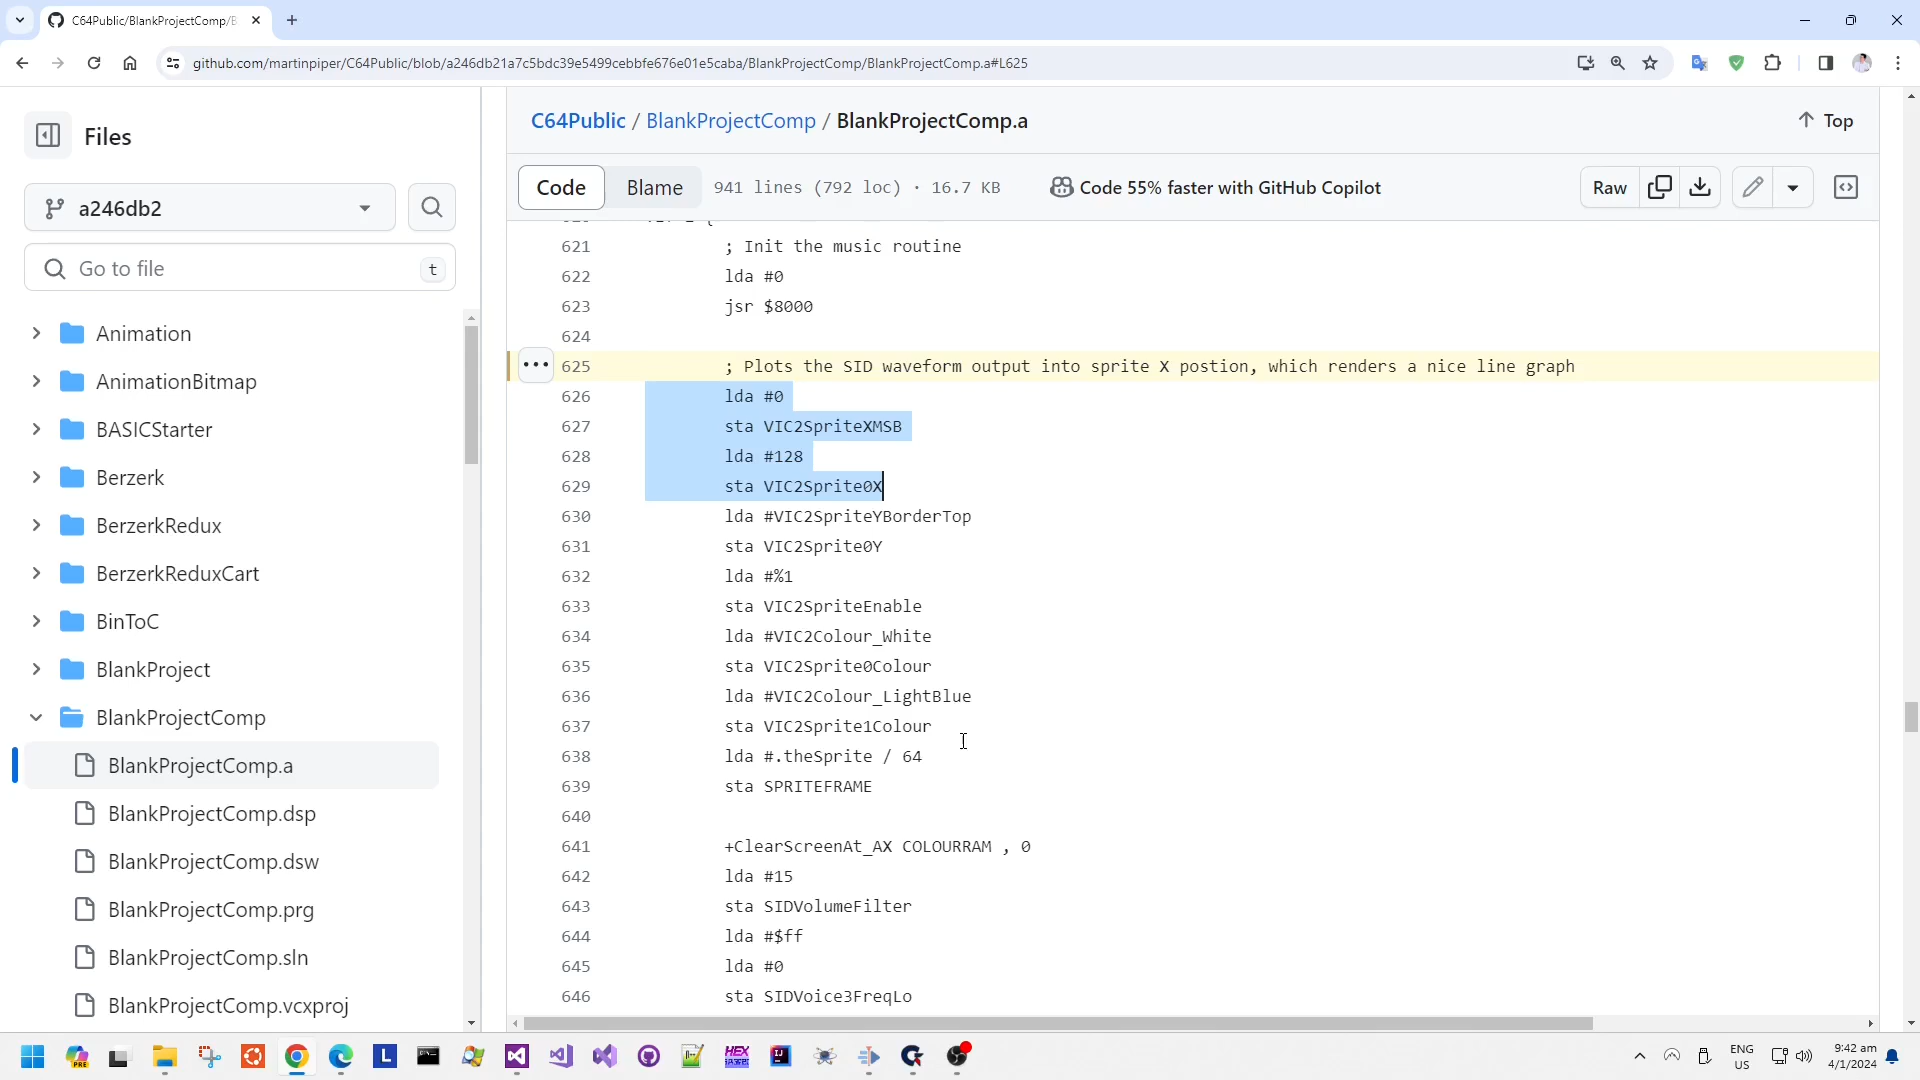 C64Public/BlankProjectComp/B
github.com/martinpiper/C64Public/blob/a246db21a7c5bdc39e5499cebbfe676e01e5caba/BlankProjectComp/BlankProjectComp.a#L625
Files
a246db2
Go to file
t
Animation
AnimationBitmap
BASICStarter
Berzerk
BerzerkRedux
BerzerkReduxCart
BinToC
BlankProject
BlankProjectComp
BlankProjectComp.a
BlankProjectComp.dsp
BlankProjectComp.dsw
BlankProjectComp.prg
BlankProjectComp.sln
BlankProjectComp.vcxproj
C64Public / BlankProjectComp / BlankProjectComp.a
Top
Code Blame 941 lines (792 loc) · 16.7 KB Code 55% faster with GitHub Copilot Raw
621 ; Init the music routine
622 lda #0
623 jsr $8000
624
625 ; Plots the SID waveform output into sprite X postion, which renders a nice line graph
626 lda #0
627 sta VIC2SpriteXMSB
628 lda #128
629 sta VIC2Sprite0X
630 lda #VIC2SpriteYBorderTop
631 sta VIC2Sprite0Y
632 lda #%1
633 sta VIC2SpriteEnable
634 lda #VIC2Colour_White
635 sta VIC2Sprite0Colour
636 lda #VIC2Colour_LightBlue
637 sta VIC2Sprite1Colour
638 lda #.theSprite / 64
639 sta SPRITEFRAME
640
641 +ClearScreenAt_AX COLOURRAM , 0
642 lda #15
643 sta SIDVolumeFilter
644 lda #$ff
645 lda #0
646 sta SIDVoice3FreqLo
PRE
L
HEX
IJ
ENG
US
9:42 am
4/1/2024